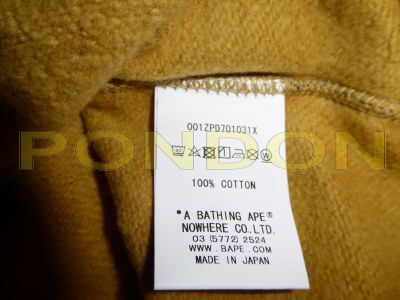 001ZPD701031X
100% COTTON
*A BATHING APE®
NOWHERE CO.,LTD.
03 (5772) 2524
WWW.BAPE.COM
MADE IN JAPAN
PONDON